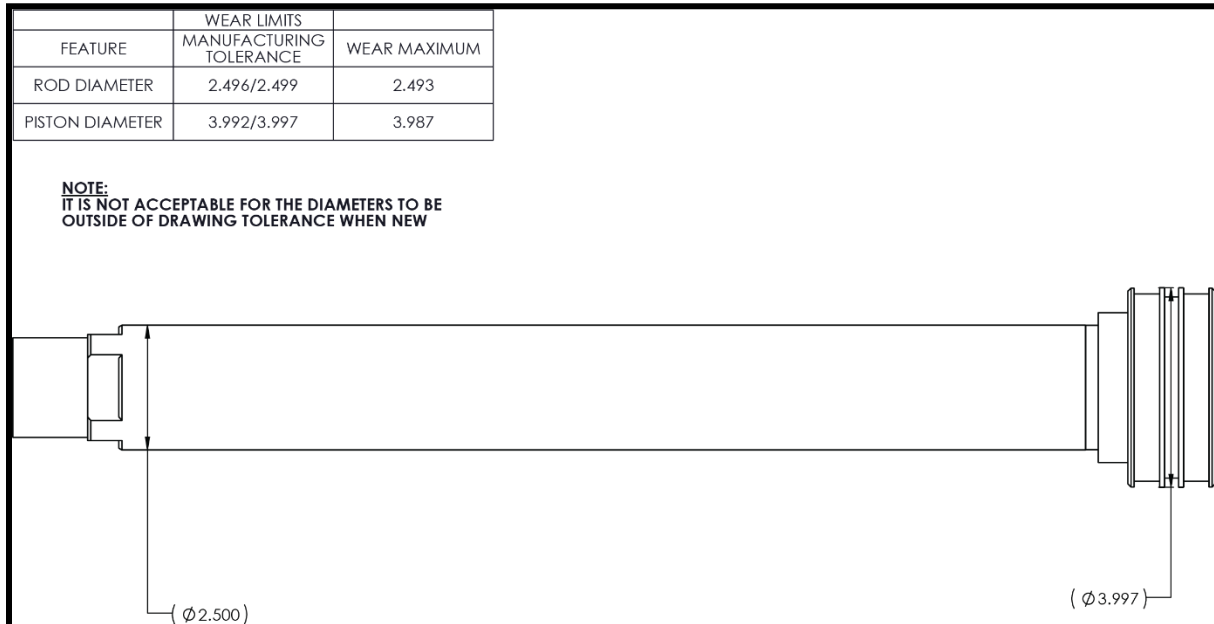 WEAR LIMITS
FEATURE
MANUFACTURING
TOLERANCE
WEAR MAXIMUM
ROD DIAMETER 2.496/2.499 2.493
PISTON DIAMETER 3.992/3.997 3.987
NOTE:
IT IS NOT ACCEPTABLE FOR THE DIAMETERS TO BE
OUTSIDE OF DRAWING TOLERANCE WHEN NEW
( Ø3.997 )
( Ø2.500 )